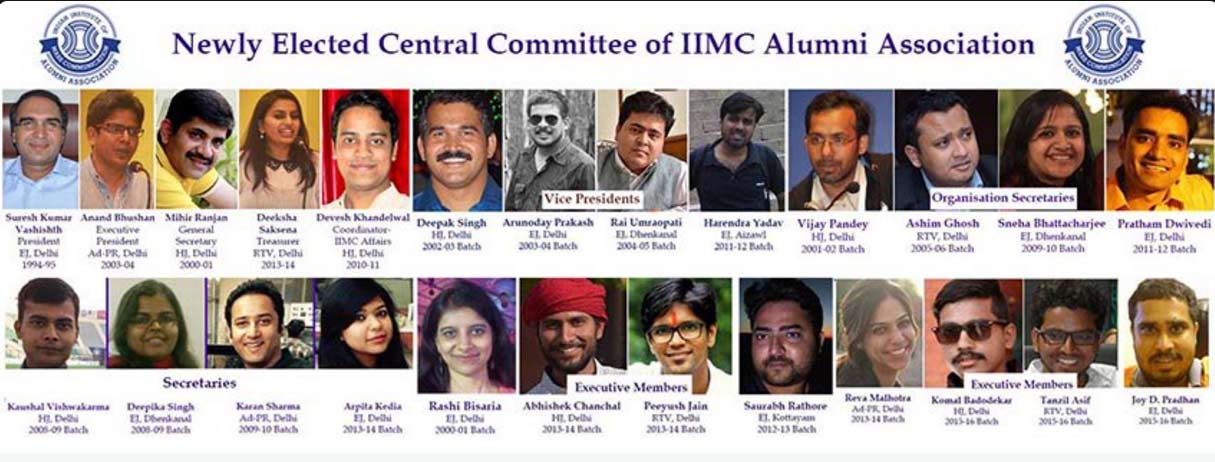 INDIAN INSTITUTE OF
MASS COMMUNICATION
ALUMNI ASSOCIATION
Newly Elected Central Committee of IIMC Alumni Association
INDIAN INSTITUTE OF
MASS COMMUNICATION
ALUMNI ASSOCIATION
Suresh Kumar
Vashishth
President
EJ, Delhi
1994-95
Anand Bhushan
Executive
President
Ad-PR, Delhi
2003-04
Mihir Ranjan
General
Secretary
HJ, Delhi
2000-01
Deeksha
Saksena
Treasurer
RTV, Delhi
2013-14
Devesh Khandelwal
Coordinator-
IIMC Affairs
HJ, Delhi
2010-11
Vice Presidents
Deepak Singh
HJ, Delhi
2002-03 Batch
Arunoday Prakash
EJ, Delhi
2003-04 Batch
Rai Umraopati
EJ, Dhenkanal
2004-05 Batch
Harendra Yadav
EJ, Aizawl
2011-12 Batch
Organisation Secretaries
Vijay Pandey
HJ, Delhi
2001-02 Batch
Ashim Ghosh
RTV, Delhi
2005-06 Batch
Sneha Bhattacharjee
EJ, Dhenkanal
2009-10 Batch
Pratham Dwivedi
EJ, Delhi
2011-12 Batch
Secretaries
Kaushal Vishwakarma
HJ, Delhi
2008-09 Batch
Deepika Singh
EJ, Dhenkanal
2008-09 Batch
Karan Sharma
Ad-PR, Delhi
2009-10 Batch
Arpita Kedia
EJ, Delhi
2013-14 Batch
Executive Members
Rashi Bisaria
EJ, Delhi
2000-01 Batch
Abhishek Chanchal
HJ, Delhi
2013-14 Batch
Peeyush Jain
RTV, Delhi
2013-14 Batch
Saurabh Rathore
EJ, Kottayam
2012-13 Batch
Executive Members
Reva Malhotra
Ad-PR, Delhi
2013-14 Batch
Komal Badodekar
HJ, Delhi
2015-16 Batch
Tanzil Asif
RTV, Delhi
2015-16 Batch
Joy D. Pradhan
EJ, Delhi
2015-16 Batch